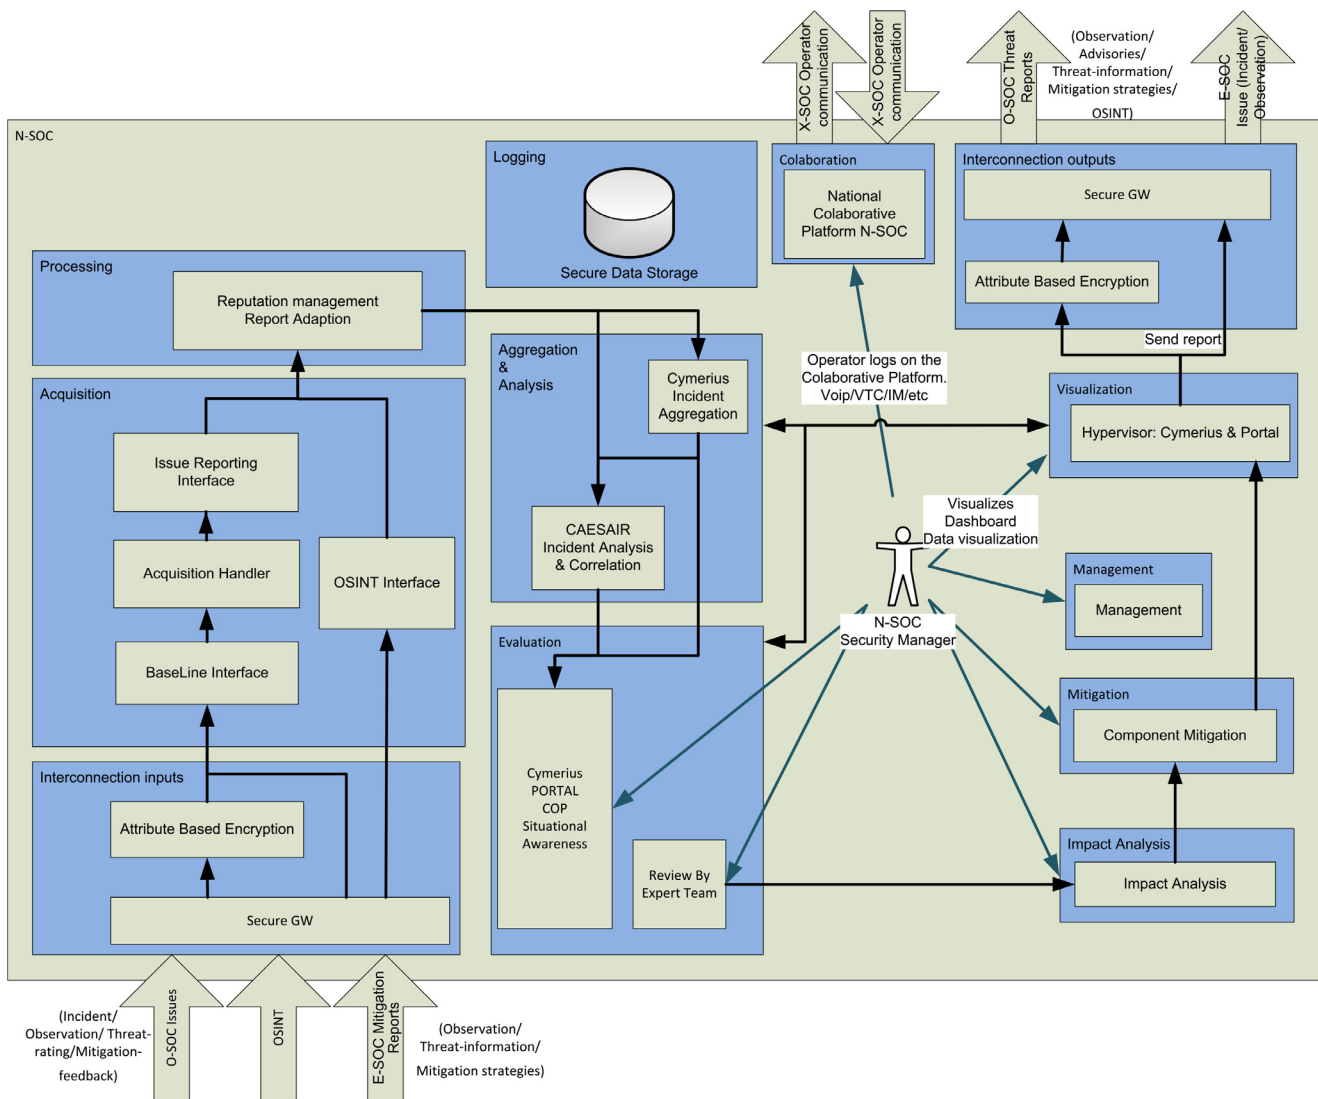 X-SOC Operator
communication
X-SOC Operator
communication
O-SOC Threat
Reports
(Observation/
Advisories/
Threat-information/
Mitigation strategies/
OSINT)
E-SOC
Issue (Incident/
Observation)
N-SOC
Logging
Secure Data Storage
Colaboration
National
Colaborative
Platform N-SOC
Interconnection outputs
Secure GW
Attribute Based Encryption
Send report
Processing
Reputation management
Report Adaption
Aggregation
&
Analysis
Cymerius
Incident
Aggregation
CAESAIR
Incident Analysis
& Correlation
Operator logs on the
Colaborative Platform.
Voip/VTC/IM/etc
Visualization
Hypervisor: Cymerius & Portal
Visualizes
Dashboard
Data visualization
Acquisition
Issue Reporting
Interface
Acquisition Handler
OSINT Interface
BaseLine Interface
N-SOC
Security Manager
Management
Management
Evaluation
Cymerius
PORTAL
COP
Situational
Awareness
Review By
Expert Team
Mitigation
Component Mitigation
Impact Analysis
Impact Analysis
Interconnection inputs
Attribute Based Encryption
Secure GW
(Incident/
Observation/ Threat-
rating/Mitigation-
feedback)
O-SOC Issues
OSINT
E-SOC Mitigation
Reports
(Observation/
Threat-information/
Mitigation strategies)